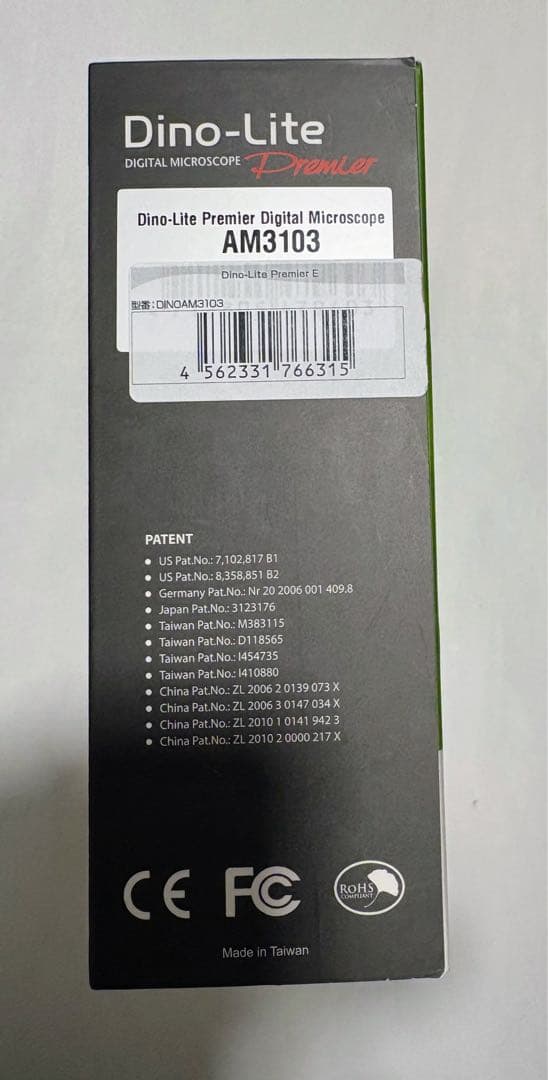 Dino-Lite
DIGITAL MICROSCOPE Premier
Dino-Lite Premier Digital Microscope
AM3103
Dino-Lite Premier E
型番:DINOAM3103
4 562331 766315
PATENT
• US Pat.No.: 7,102,817 B1
• US Pat.No.: 8,358,851 B2
• Germany Pat.No.: Nr 20 2006 001 409.8
• Japan Pat.No.: 3123176
• Taiwan Pat.No.: M383115
• Taiwan Pat.No.: D118565
• Taiwan Pat.No.: I454735
• Taiwan Pat.No.: I410880
• China Pat.No.: ZL 2006 2 0139 073 X
• China Pat.No.: ZL 2006 3 0147 034 X
• China Pat.No.: ZL 2010 1 0141 942 3
• China Pat.No.: ZL 2010 2 0000 217 X
CE FC RoHS
COMPLIANT
Made in Taiwan